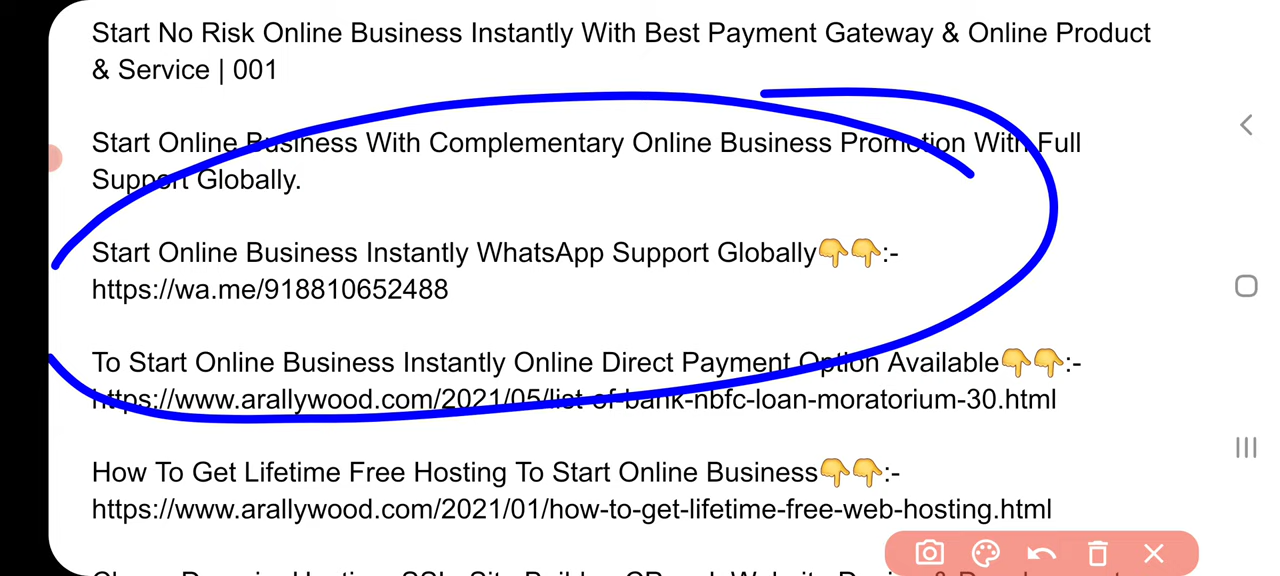 Start No Risk Online Business Instantly With Best Payment Gateway & Online Product
& Service | 001
Start Online Business With Complementary Online Business Promotion With Full
Support Globally.
Start Online Business Instantly WhatsApp Support Globally👇👇:-
https://wa.me/918810652488
To Start Online Business Instantly Online Direct Payment Option Available👇👇:-
https://www.arallywood.com/2021/05/list-of-bank-nbfc-loan-moratorium-30.html
How To Get Lifetime Free Hosting To Start Online Business👇👇:-
https://www.arallywood.com/2021/01/how-to-get-lifetime-free-web-hosting.html